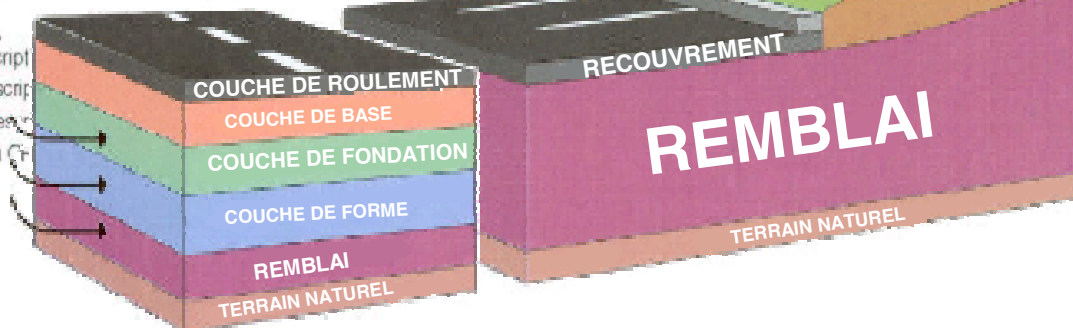 COUCHE DE ROULEMENT
COUCHE DE BASE
COUCHE DE FONDATION
COUCHE DE FORME
REMBLAI
TERRAIN NATUREL
RECOUVREMENT
REMBLAI
TERRAIN NATUREL